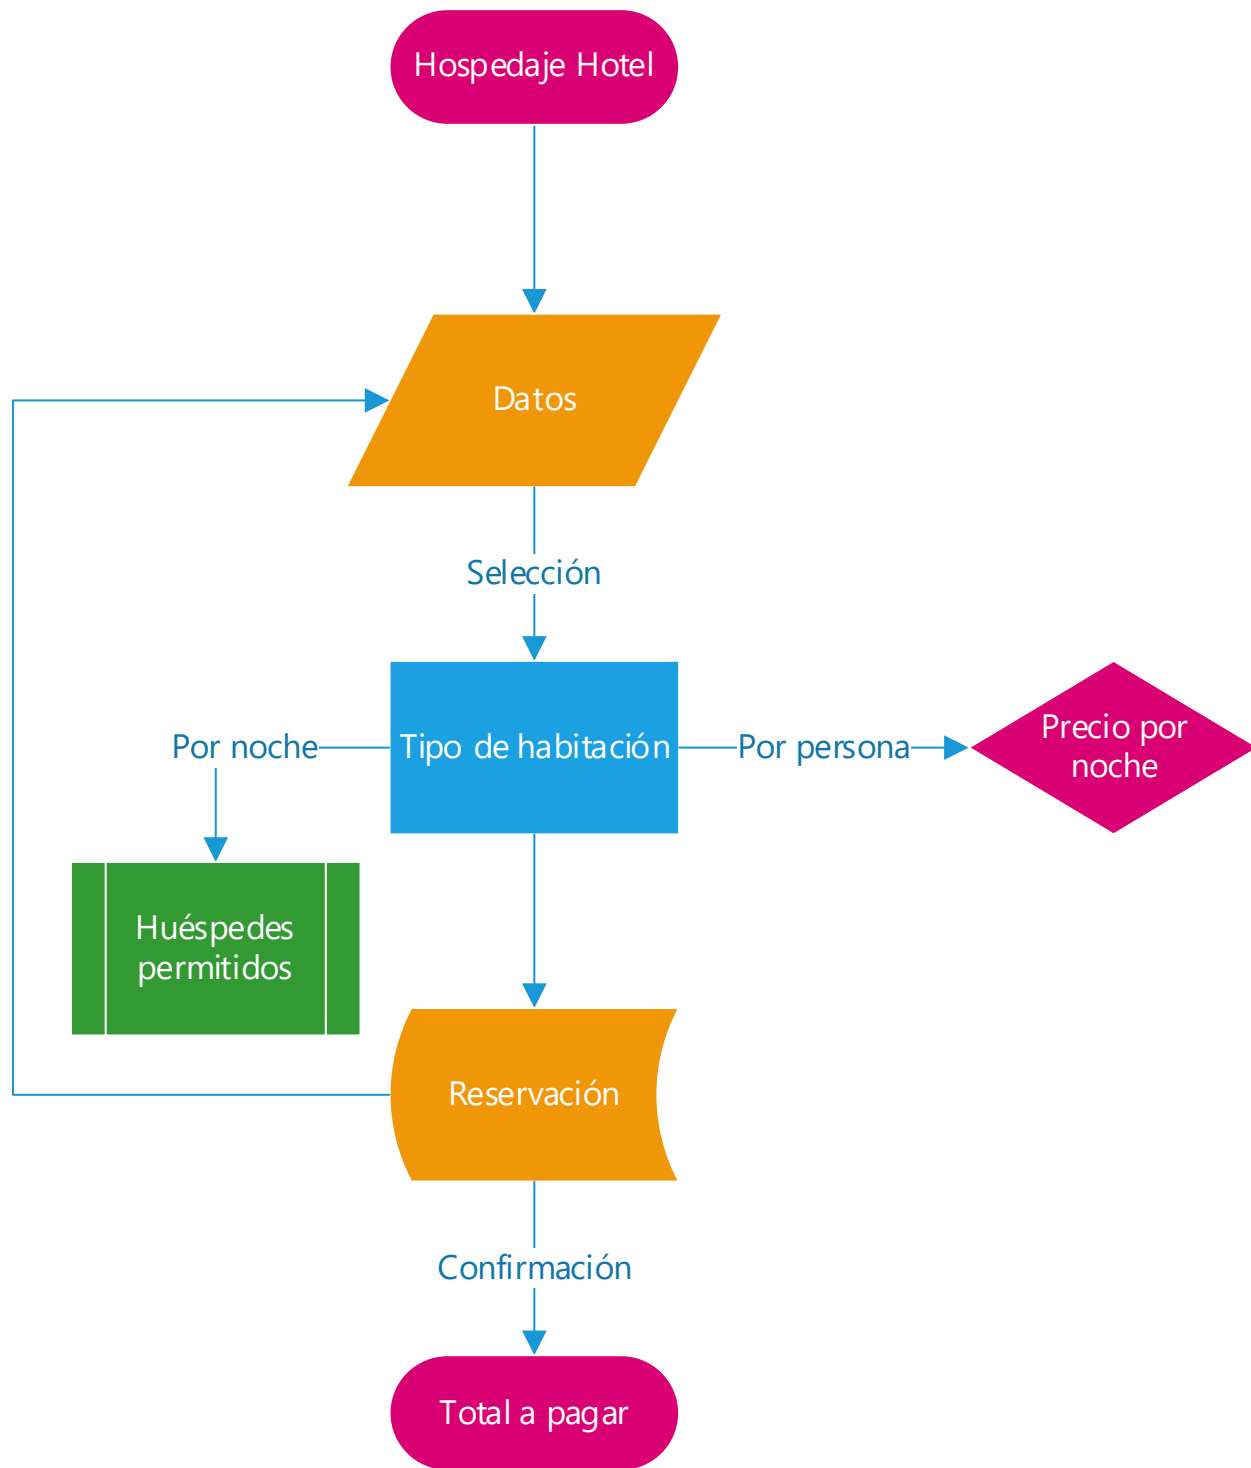 Hospedaje Hotel
Datos
Selección
Por noche
Tipo de habitación
Por persona
Precio por
noche
Huéspedes
permitidos
Reservación
Confirmación
Total a pagar